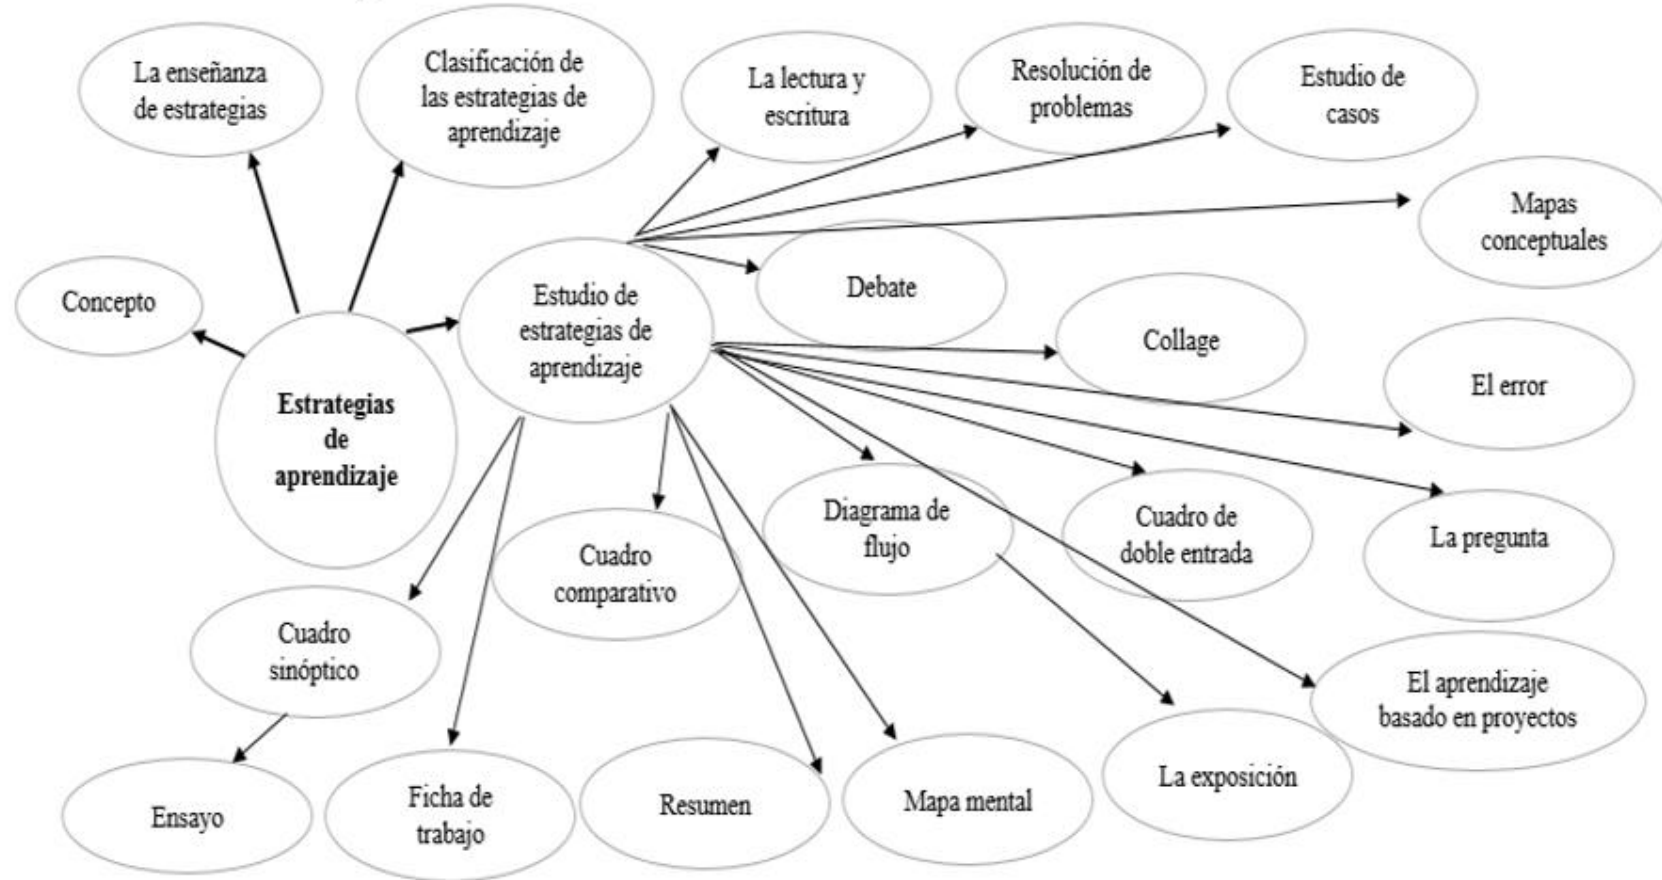 La enseñanza
de estrategias
Clasificación de
las estrategias de
aprendizaje
La lectura y
escritura
Resolución de
problemas
Estudio de
casos
Mapas
conceptuales
Concepto
Estudio de
estrategias de
aprendizaje
Debate
Collage
El error
Estrategias
de
aprendizaje
Cuadro
comparativo
Diagrama de
flujo
Cuadro de
doble entrada
La pregunta
Cuadro
sinóptico
El aprendizaje
basado en proyectos
Ensayo
Ficha de
trabajo
Resumen
Mapa mental
La exposición